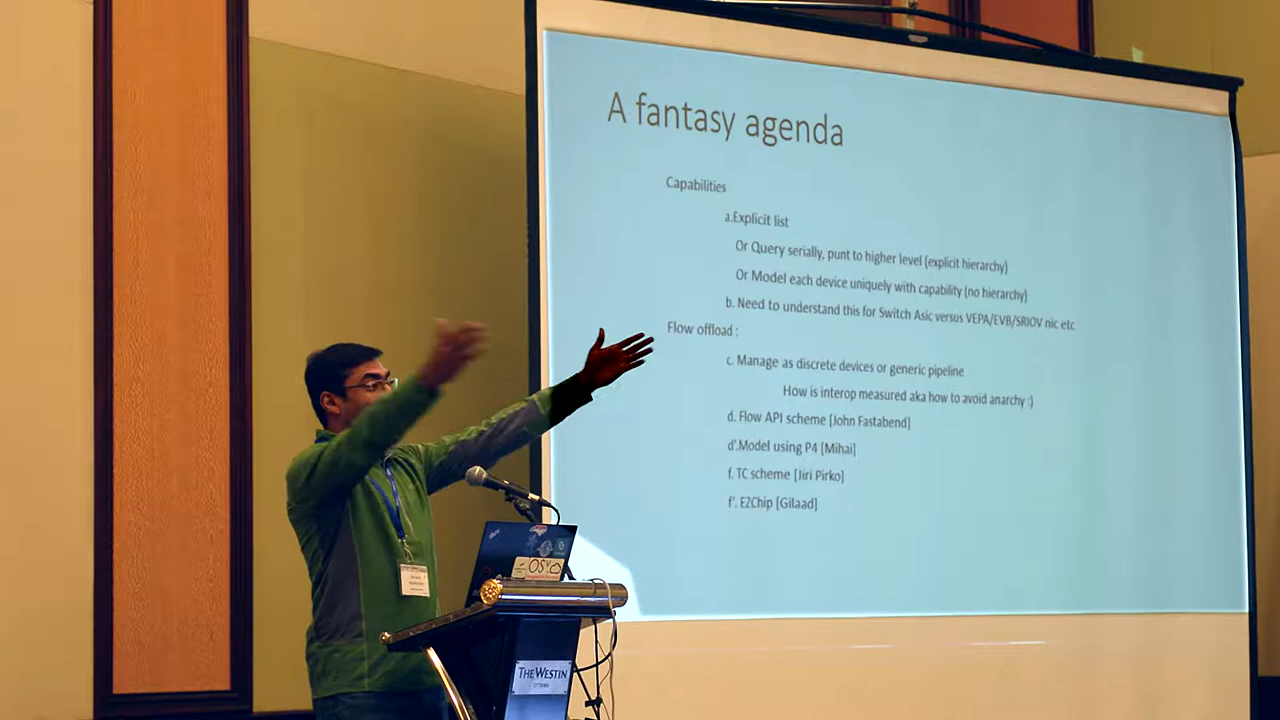 A fantasy agenda
Capabilities
a.Explicit list
Or Query serially, punt to higher level (explicit hierarchy)
Or Model each device uniquely with capability (no hierarchy)
b. Need to understand this for Switch Asic versus VEPA/EVB/SRIOV nic etc
Flow offload :
c. Manage as discrete devices or generic pipeline
How is interop measured aka how to avoid anarchy :)
d. Flow API scheme [John Fastabend]
d'.Model using P4 [Mihai]
f. TC scheme [Jiri Pirko]
f'. EZChip [Gilaad]
THE WESTIN
OTTAWA